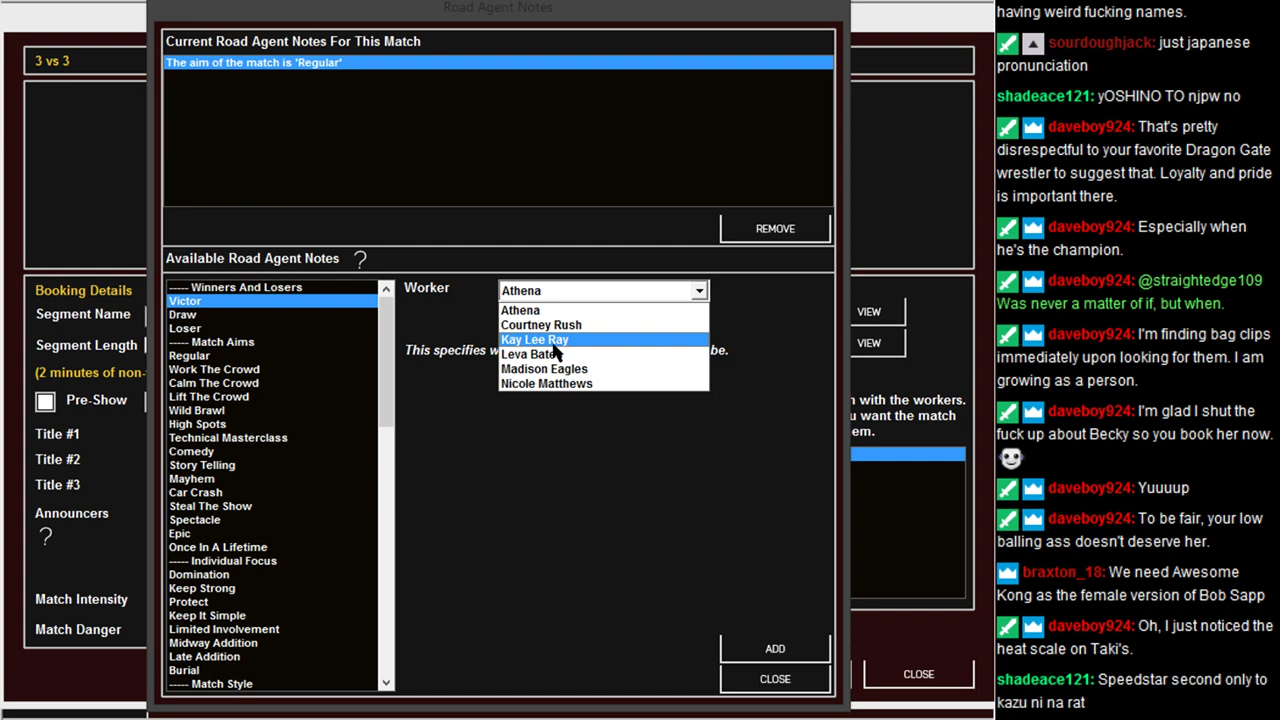 Road Agent Notes
Current Road Agent Notes For This Match
The aim of the match is 'Regular'
REMOVE
Available Road Agent Notes ?
----- Winners And Losers
Victor
Draw
Loser
----- Match Aims
Regular
Work The Crowd
Calm The Crowd
Lift The Crowd
Wild Brawl
High Spots
Technical Masterclass
Comedy
Story Telling
Mayhem
Car Crash
Steal The Show
Spectacle
Epic
Once In A Lifetime
----- Individual Focus
Domination
Keep Strong
Protect
Keep It Simple
Limited Involvement
Midway Addition
Late Addition
Burial
----- Match Style
Worker
Athena
Athena
Courtney Rush
Kay Lee Ray
Leva Bate
Madison Eagles
Nicole Matthews
This specifies w
be.
ADD
CLOSE
3 vs 3
Booking Details
Segment Name
Segment Length
(2 minutes of non-
Pre-Show
Title #1
Title #2
Title #3
Announcers
?
Match Intensity
Match Danger
VIEW
VIEW
n with the workers.
u want the match
em.
CLOSE
having weird fucking names.
sourdoughjack: just japanese
pronunciation
shadeace121: yOSHINO TO njpw no
daveboy924: That's pretty
disrespectful to your favorite Dragon Gate
wrestler to suggest that. Loyalty and pride
is important there.
daveboy924: Especially when
he's the champion.
daveboy924: @straightedge109
Was never a matter of if, but when.
daveboy924: I'm finding bag clips
immediately upon looking for them. I am
growing as a person.
daveboy924: I'm glad I shut the
fuck up about Becky so you book her now.
daveboy924: Yuuuup
daveboy924: To be fair, your low
balling ass doesn't deserve her.
braxton_18: We need Awesome
Kong as the female version of Bob Sapp
daveboy924: Oh, I just noticed the
heat scale on Taki's.
shadeace121: Speedstar second only to
kazu ni na rat